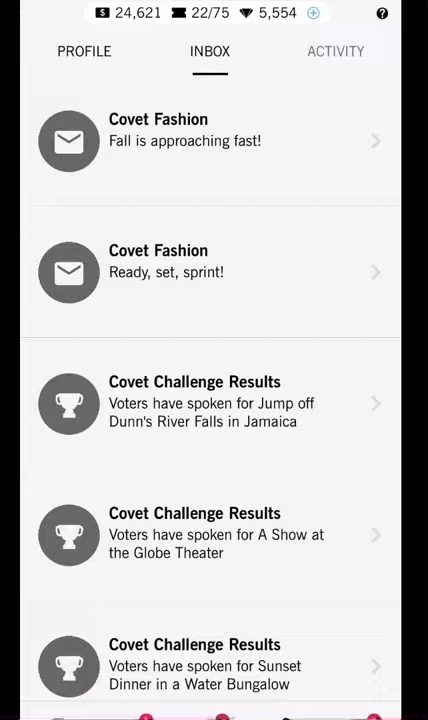 $ 24,621 22/75 5,554 ?
PROFILE INBOX ACTIVITY
Covet Fashion
Fall is approaching fast!
Covet Fashion
Ready, set, sprint!
Covet Challenge Results
Voters have spoken for Jump off
Dunn's River Falls in Jamaica
Covet Challenge Results
Voters have spoken for A Show at
the Globe Theater
Covet Challenge Results
Voters have spoken for Sunset
Dinner in a Water Bungalow